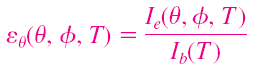 ε_θ(θ, ϕ, T) = I_e(θ, ϕ, T) / I_b(T)